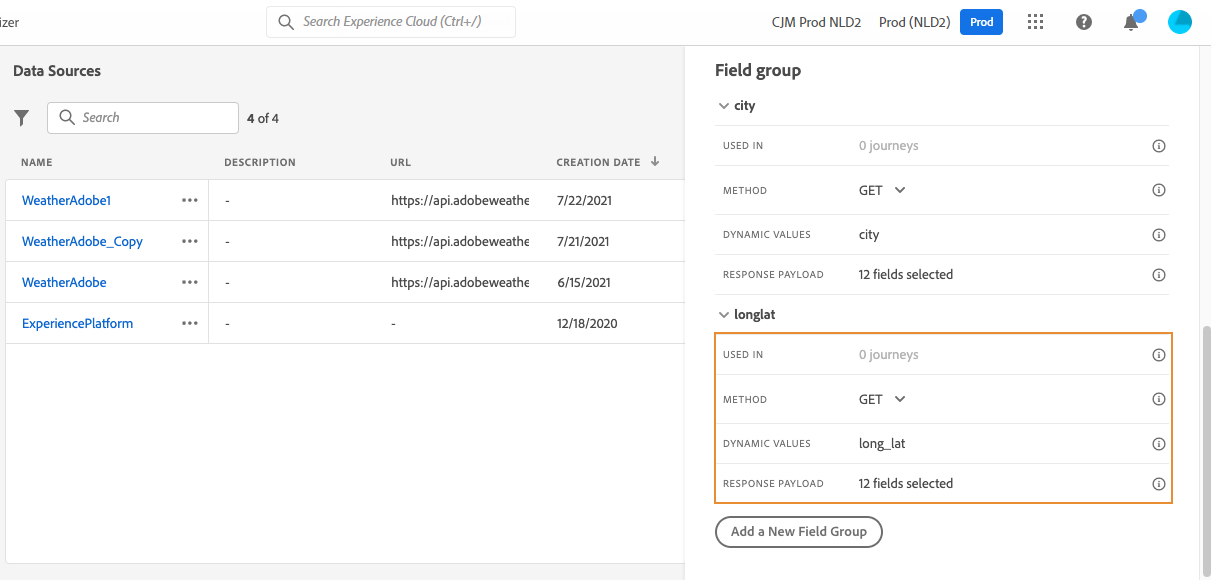 izer
Search Experience Cloud (Ctrl+/)
CJM Prod NLD2
Prod (NLD2)
Prod
Data Sources
Search
4 of 4
NAME DESCRIPTION URL CREATION DATE
WeatherAdobe1 ••• - https://api.adobeweathe 7/22/2021
WeatherAdobe_Copy ••• - https://api.adobeweathe 7/21/2021
WeatherAdobe ••• - https://api.adobeweathe 6/15/2021
ExperiencePlatform ••• - - 12/18/2020
Field group
city
USED IN 0 journeys
METHOD GET
DYNAMIC VALUES city
RESPONSE PAYLOAD 12 fields selected
longlat
USED IN 0 journeys
METHOD GET
DYNAMIC VALUES long_lat
RESPONSE PAYLOAD 12 fields selected
Add a New Field Group